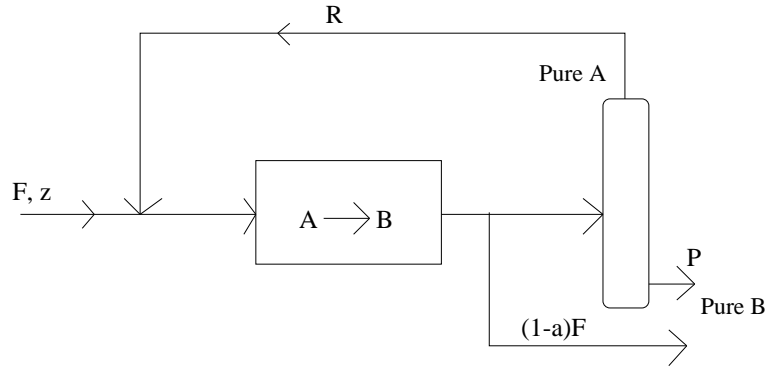 R
Pure A
F, z
A → B
P
Pure B
(1-a)F